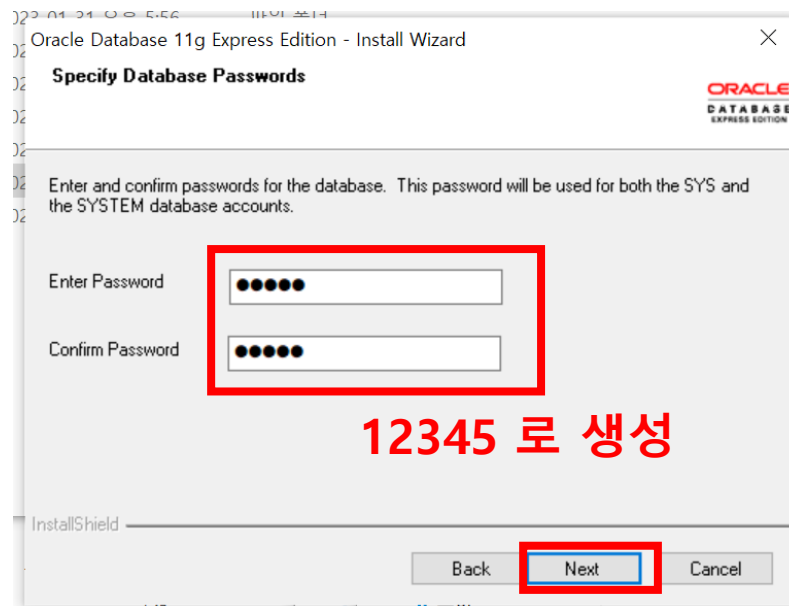 Oracle Database 11g Express Edition - Install Wizard
Specify Database Passwords
ORACLE
DATABASE
EXPRESS EDITION
Enter and confirm passwords for the database. This password will be used for both the SYS and
the SYSTEM database accounts.
Enter Password
●●●●●
Confirm Password
●●●●●
12345 로 생성
InstallShield
Back Next Cancel